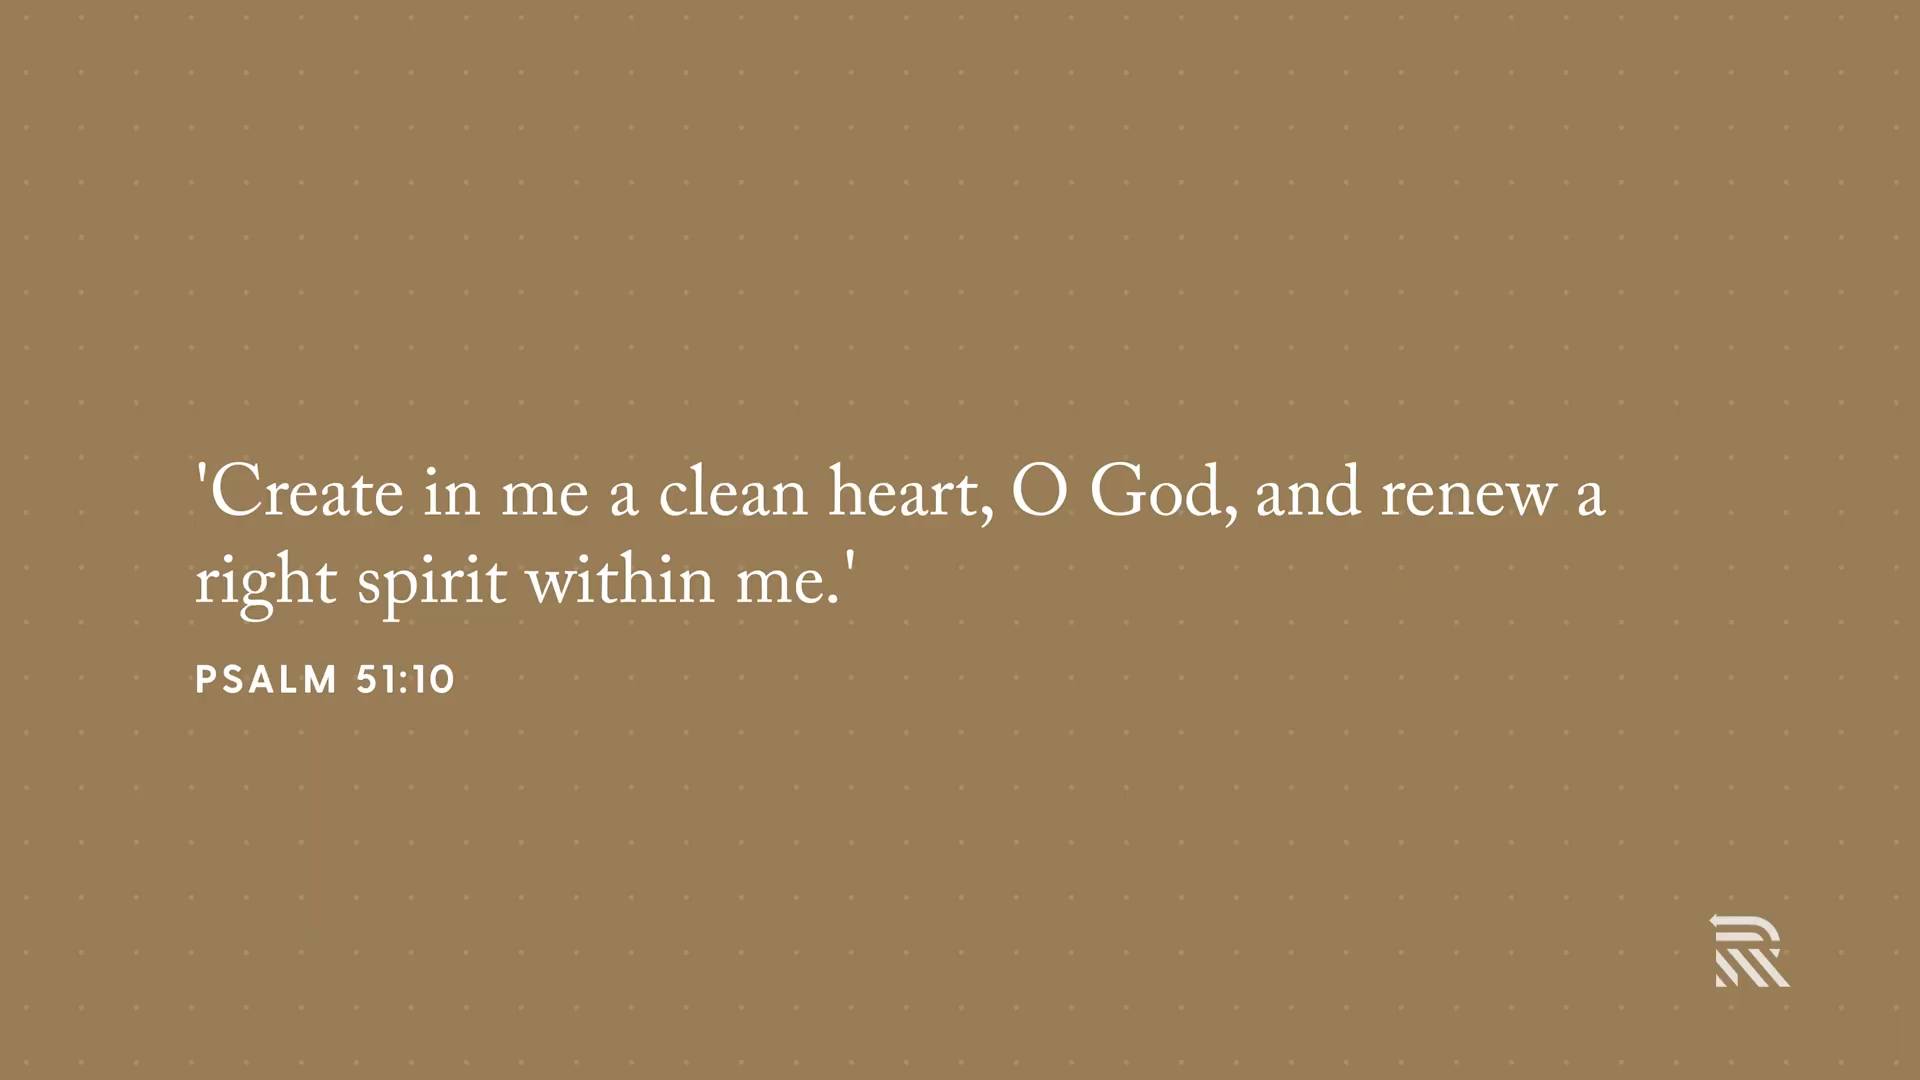 'Create in me a clean heart, O God, and renew a
right spirit within me.'
PSALM 51:10